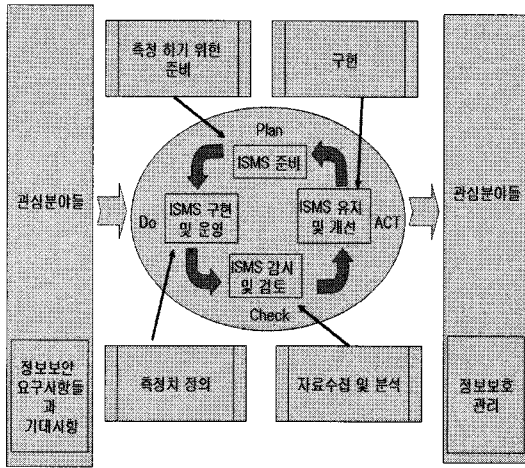 측정 하기 위한
준비
구현
Plan
ISMS 준비
관심분야들
Do
ISMS 구현
및 운영
ISMS 유지
및 개선
ACT
관심분야들
ISMS 감사
및 검토
Check
정보보안
요구사항들
과
기대사항
측정치 정의
자료수집 및 분석
정보보호
관리